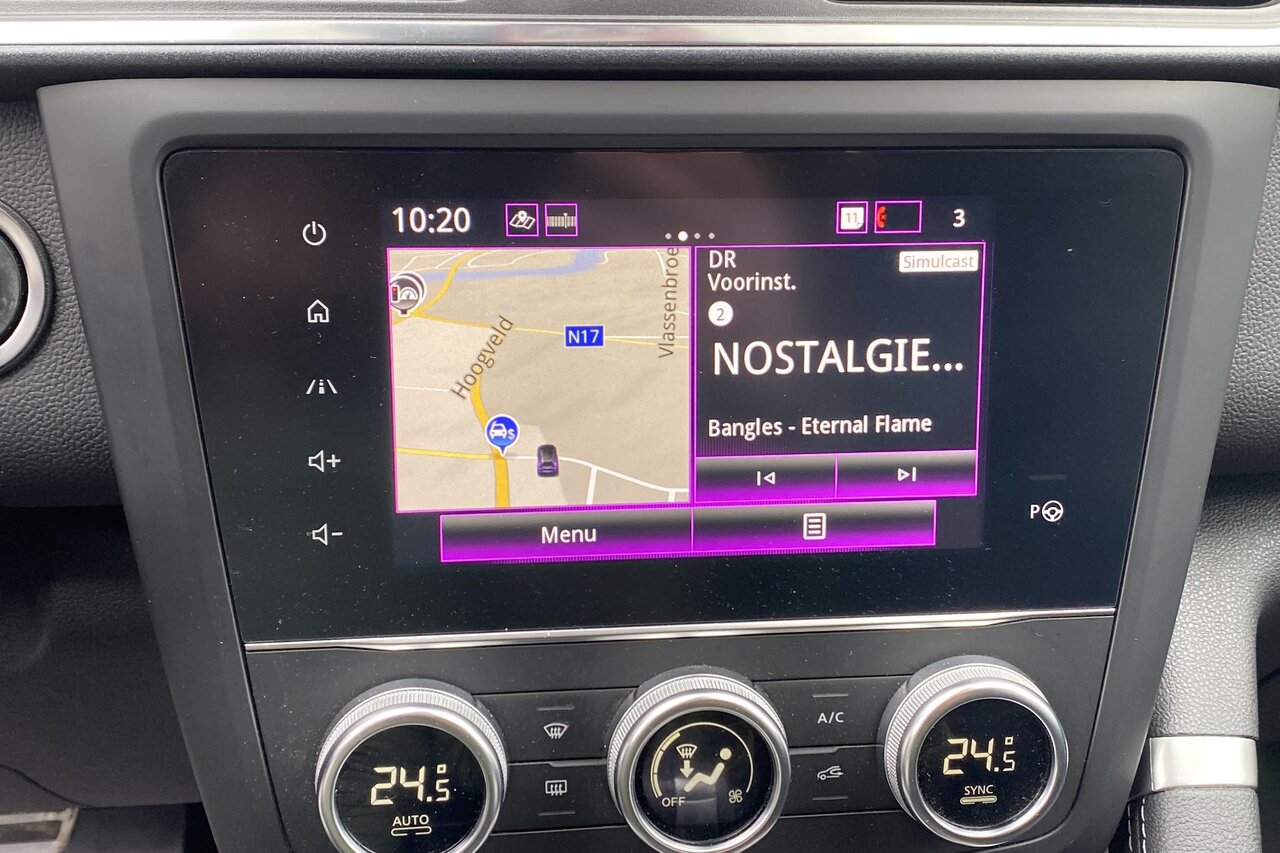 10:20
11
3
Vlassenbroe
Hoogveld
N17
S
DR
Simulcast
Voorinst.
2
NOSTALGIE...
Bangles - Eternal Flame
Menu
P
A/C
24.5°
AUTO
OFF
24.5°
SYNC